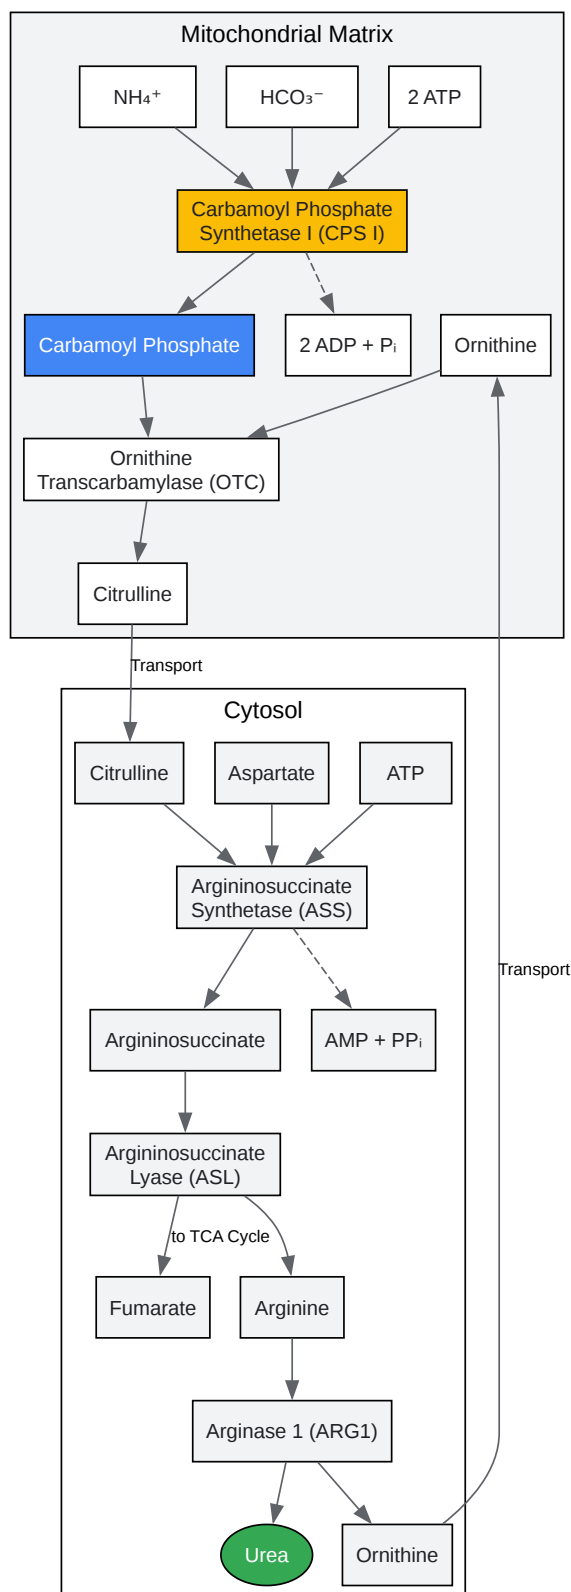 Mitochondrial Matrix
NH₄⁺
HCO₃⁻
2 ATP
Carbamoyl Phosphate
Synthetase I (CPS I)
Carbamoyl Phosphate
2 ADP + Pᵢ
Ornithine
Ornithine
Transcarbamylase (OTC)
Citrulline
Transport
Cytosol
Citrulline
Aspartate
ATP
Argininosuccinate
Synthetase (ASS)
Transport
Argininosuccinate
AMP + PPᵢ
Argininosuccinate
Lyase (ASL)
to TCA Cycle
Fumarate
Arginine
Arginase 1 (ARG1)
Urea
Ornithine